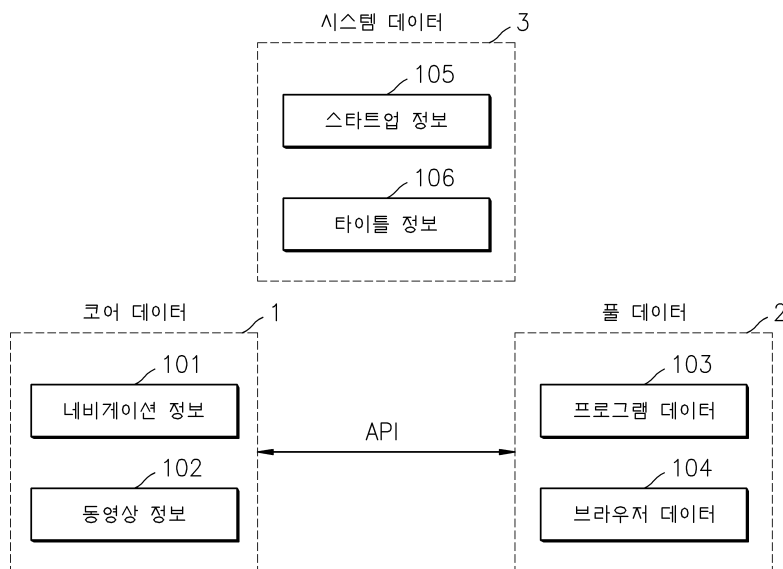 시스템 데이터
3
105
스타트업 정보
106
타이틀 정보
코어 데이터
1
101
네비게이션 정보
102
동영상 정보
API
풀 데이터
2
103
프로그램 데이터
104
브라우저 데이터